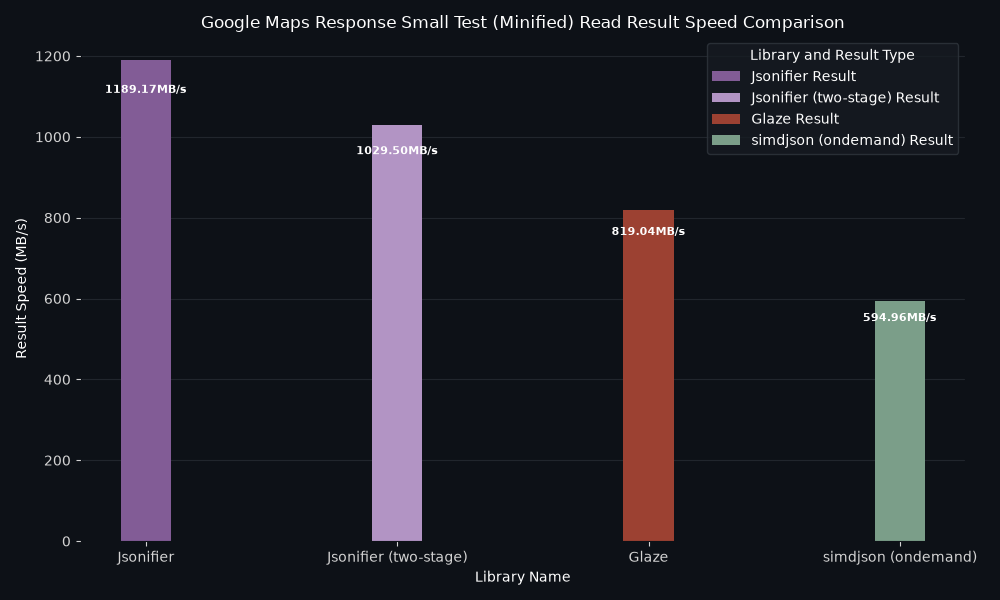 Google Maps Response Small Test (Minified) Read Result Speed Comparison
Library and Result Type
Jsonifier Result
Jsonifier (two-stage) Result
Glaze Result
simdjson (ondemand) Result
Result Speed (MB/s)
1200
1000
800
600
400
200
0
1189.17MB/s
1029.50MB/s
819.04MB/s
594.96MB/s
Jsonifier
Jsonifier (two-stage)
Glaze
simdjson (ondemand)
Library Name